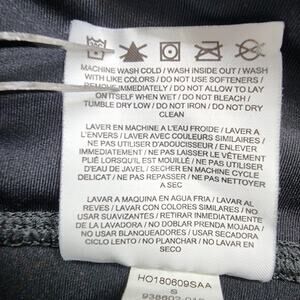 MACHINE WASH COLD / WASH INSIDE OUT / WASH
WITH LIKE COLORS / DO NOT USE SOFTENERS /
REMOVE IMMEDIATELY / DO NOT ALLOW TO LAY
ON ITSELF WHEN WET / DO NOT BLEACH /
TUMBLE DRY LOW / DO NOT IRON / DO NOT DRY
CLEAN
LAVER EN MACHINE A L'EAU FROIDE / LAVER A
L'ENVERS / LAVER AVEC COULEURS SIMILAIRES /
NE PAS UTILISER D'ADOUCISSEUR / ENLEVER
IMMEDIATEMENT / NE PAS LAISSER LE VÊTEMENT
PLIÉ LORSQU'IL EST MOUILLÉ / NE PAS UTILISER
D'EAU DE JAVEL / SECHER EN MACHINE CYCLE
DELICAT / NE PAS REPASSER / NE PAS NETTOYER
A SEC
LAVAR A MAQUINA EN AGUA FRIA / LAVAR AL
REVES / LAVAR CON COLORES SIMILARES / NO
USAR SUAVIZANTES / RETIRAR INMEDIATAMENTE
DE LA LAVADORA / NO DOBLAR PRENDA MOJADA /
NO USAR BLANQUEADORES / USAR SECADORA
CICLO LENTO / NO PLANCHAR / NO LAVAR EN
SECO
HO180609SAA
S